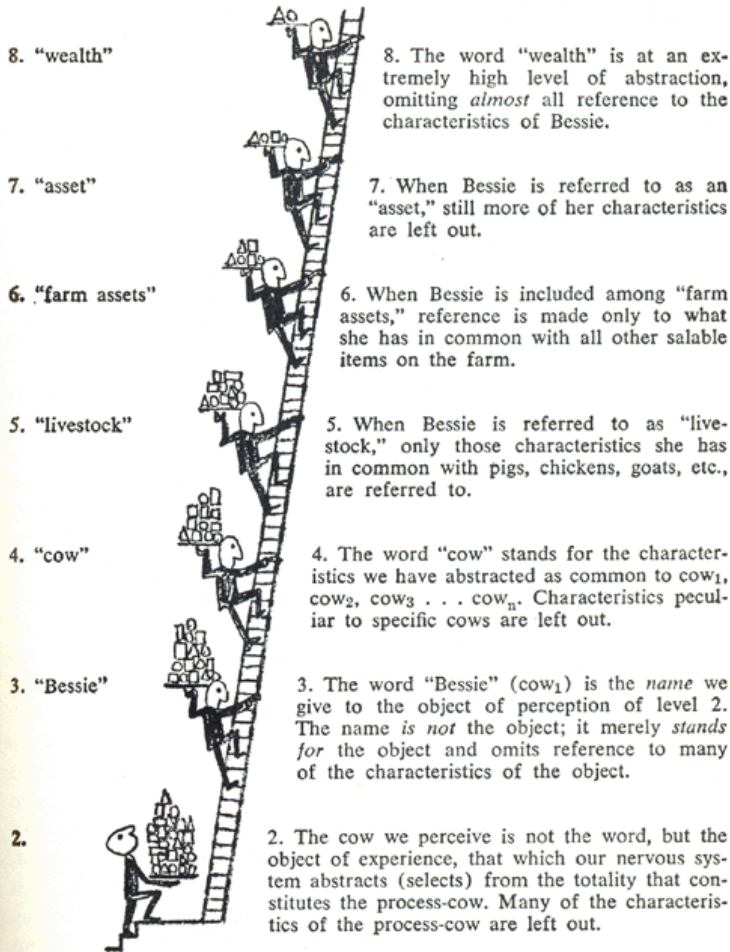 8. "wealth"
8. The word "wealth" is at an ex-
tremely high level of abstraction,
omitting almost all reference to the
characteristics of Bessie.
7. "asset"
7. When Bessie is referred to as an
"asset," still more of her characteristics
are left out.
6. "farm assets"
6. When Bessie is included among "farm
assets," reference is made only to what
she has in common with all other salable
items on the farm.
5. "livestock"
5. When Bessie is referred to as "live-
stock," only those characteristics she has
in common with pigs, chickens, goats, etc.,
are referred to.
4. "cow"
4. The word "cow" stands for the character-
istics we have abstracted as common to cow₁,
cow₂, cow₃ . . . cowₙ. Characteristics pecul-
iar to specific cows are left out.
3. "Bessie"
3. The word "Bessie" (cow₁) is the name we
give to the object of perception of level 2.
The name is not the object; it merely stands
for the object and omits reference to many
of the characteristics of the object.
2.
2. The cow we perceive is not the word, but the
object of experience, that which our nervous sys-
tem abstracts (selects) from the totality that con-
stitutes the process-cow. Many of the characteris-
tics of the process-cow are left out.